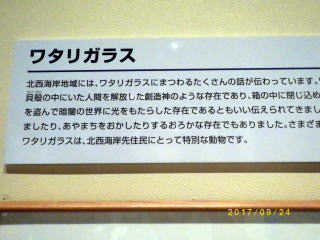 ワタリガラス
北西海岸地域には、ワタリガラスにまつわるたくさんの話が伝わっています。
貝殻の中にいた人間を解放した創造神のような存在であり、箱の中に閉じ込め
を盗んで暗闇の世界に光をもたらした存在であるともいい伝えられてきまし
ましたり、あやまちをおかしたりするおろかな存在でもありました。さまざま
ワタリガラスは、北西海岸先住民にとって特別な動物です。
2017/09/24